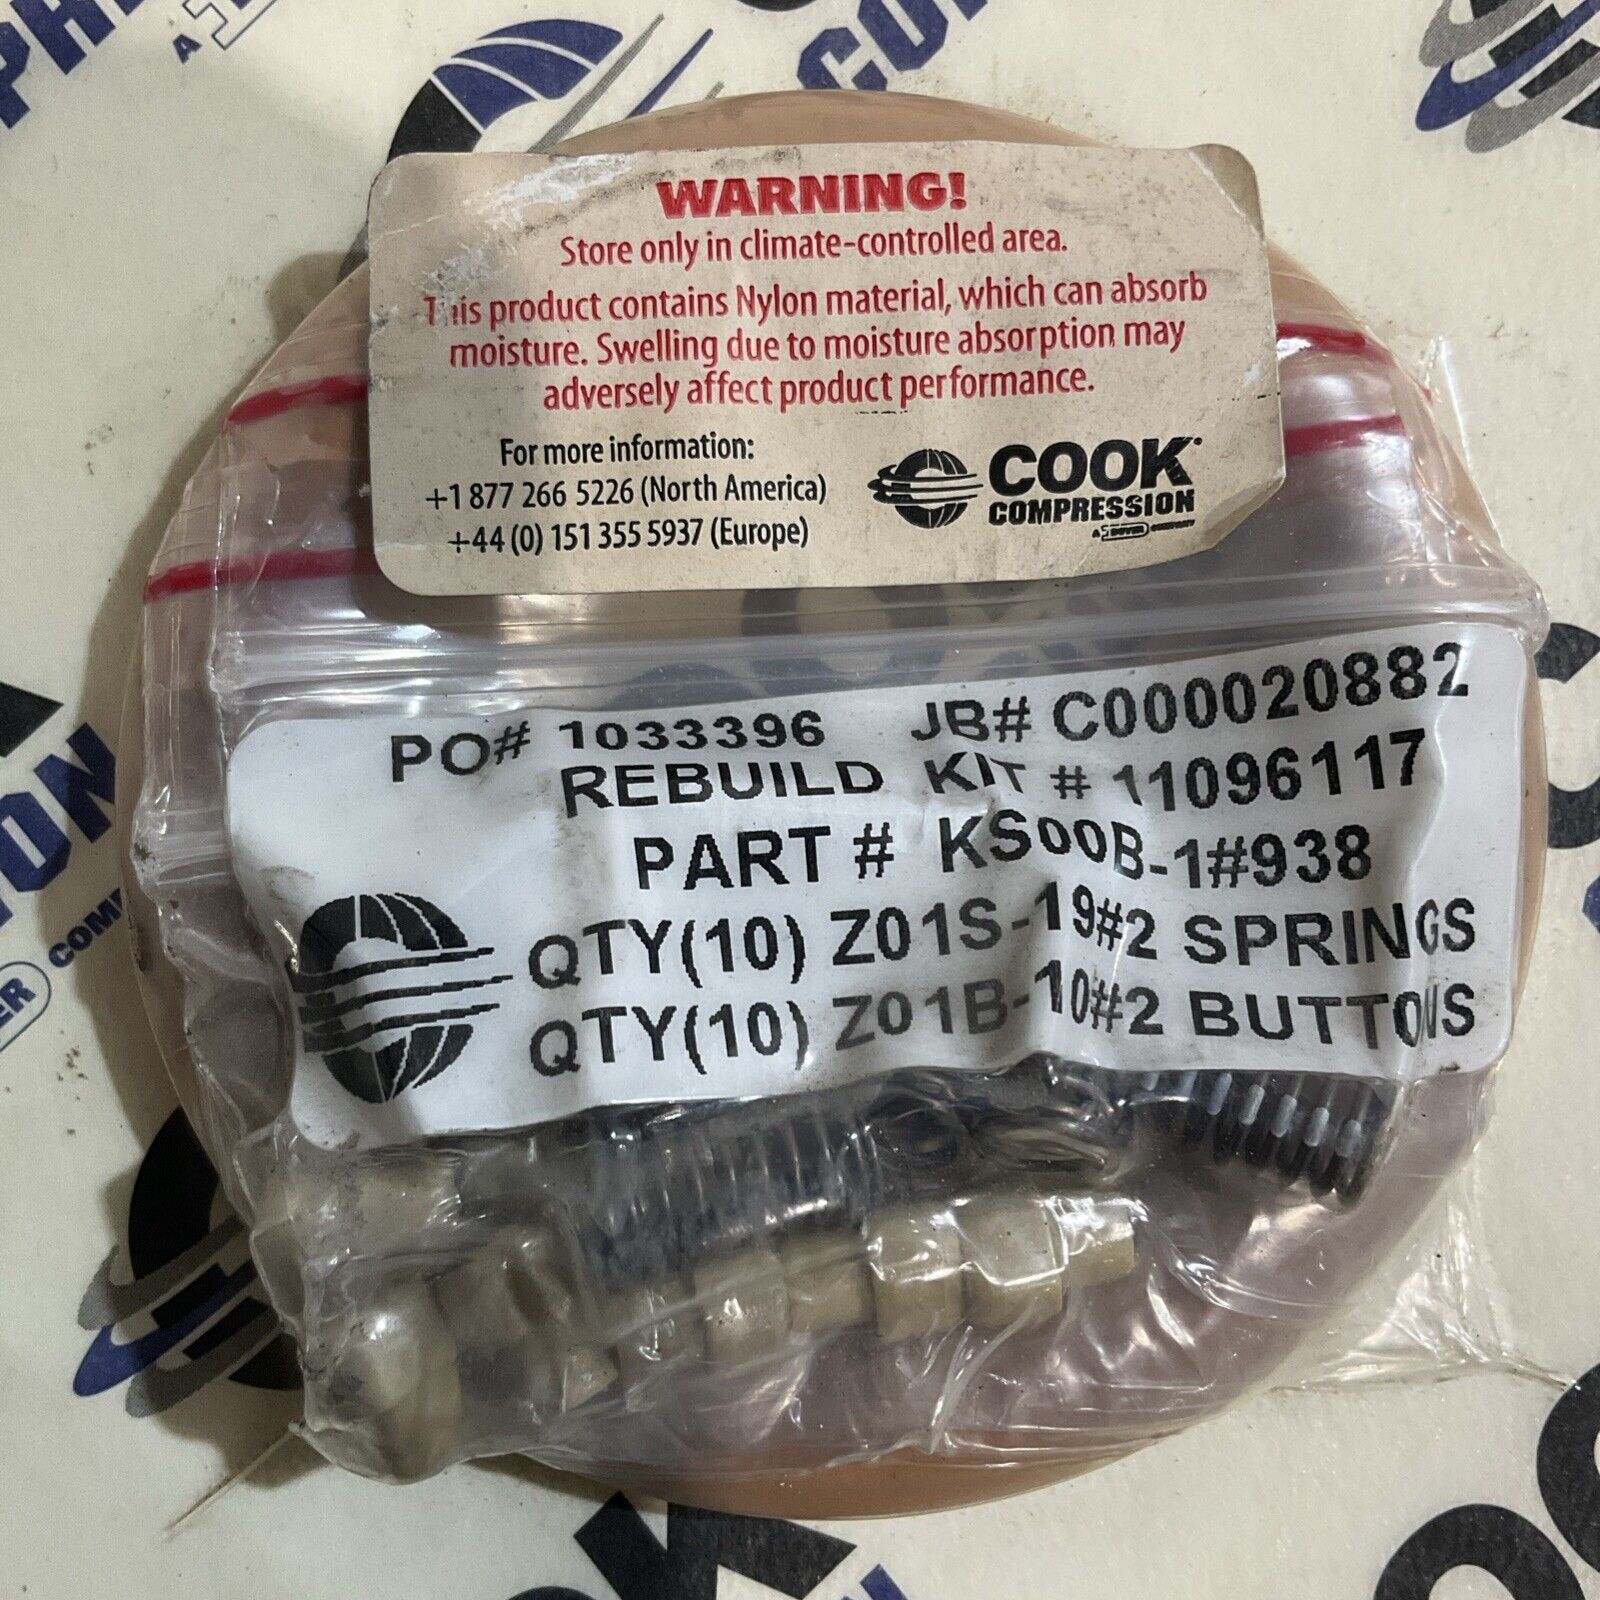 WARNING!
Store only in climate-controlled area.
This product contains Nylon material, which can absorb
moisture. Swelling due to moisture absorption may
adversely affect product performance.
For more information:
+1 877 266 5226 (North America)
+44 (0) 151 355 5937 (Europe)
COOK
COMPRESSION
A DOVER COMPANY
PO# 1033396 JB# C000020882
REBUILD KIT # 11096117
PART # KS00B-1#938
QTY(10) Z01S-19#2 SPRINGS
QTY(10) Z01B-10#2 BUTTONS